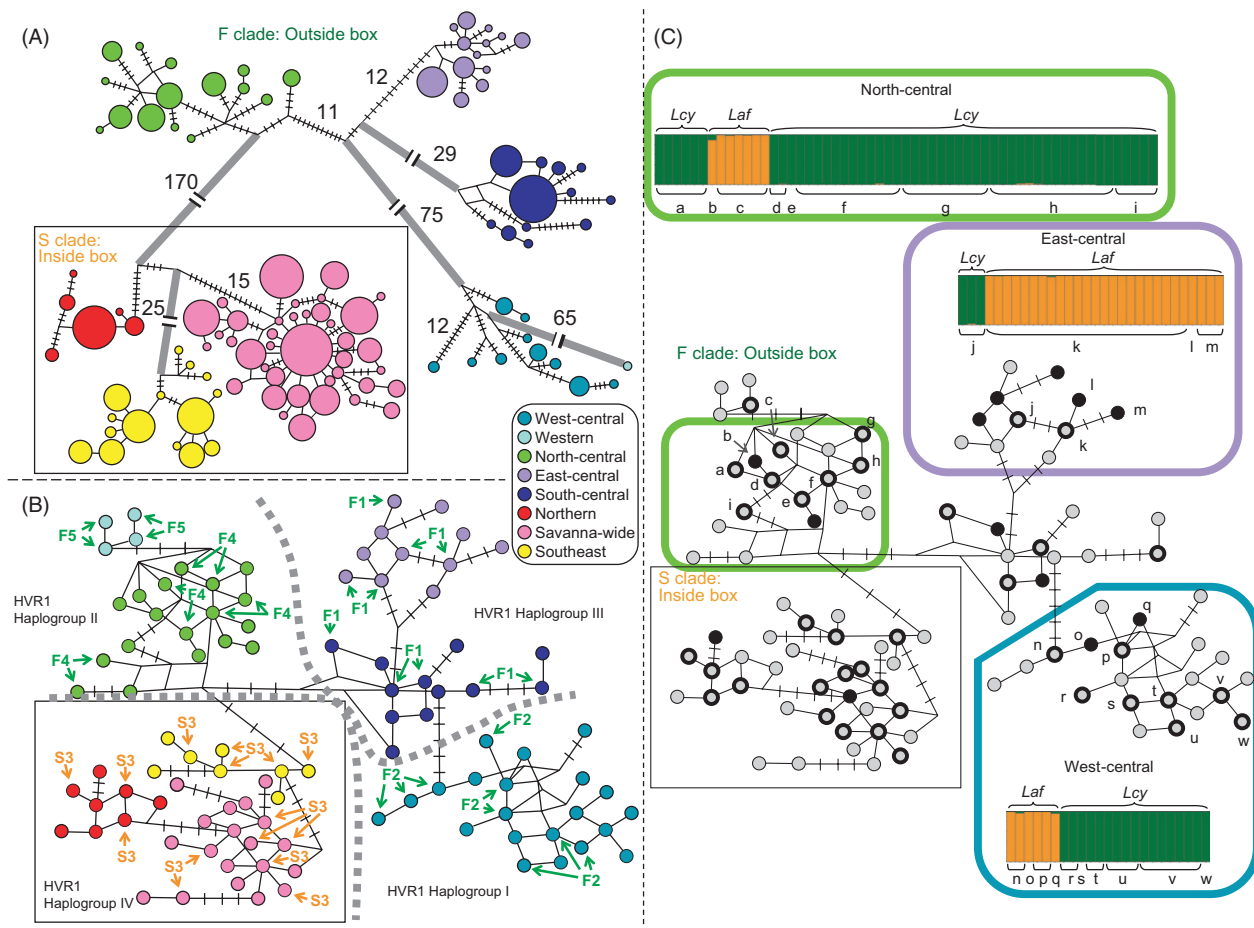 (A)
F clade: Outside box
12
11
29
170
75
S clade:
Inside box
15
25
12
65
West-central
Western
North-central
East-central
South-central
Northern
Savanna-wide
Southeast
(B)
F5
F5
F4
F4
F4
F4
F4
HVR1
Haplogroup II
F1
F1
F1
HVR1 Haplogroup III
F1
F1
F1
F2
F2
F2
F2
HVR1 Haplogroup I
S3
S3
S3
S3
S3
S3
S3
S3
S3
S3
HVR1
Haplogroup IV
(C)
North-central
Lcy Laf Lcy
a b c d e f g h i
East-central
Lcy Laf
j k l m
F clade: Outside box
c
b
g
a
d
f
h
e
i
l
j
m
k
S clade:
Inside box
q
o
n
p
r
s
t
v
u
w
West-central
Laf Lcy
n o p q r s t u v w